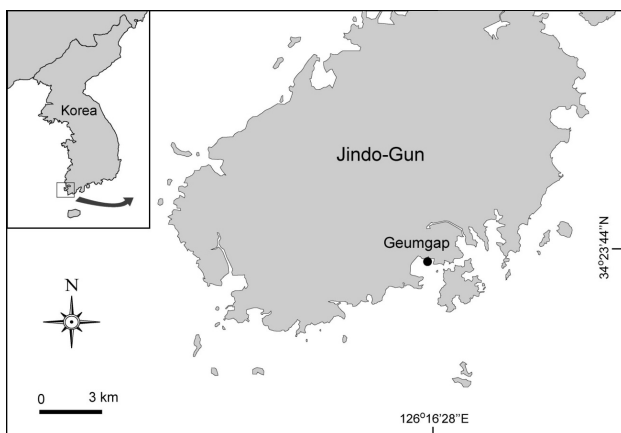 Korea
Jindo-Gun
Geumgap
34°23'44"N
N
0 3 km
126°16'28"E